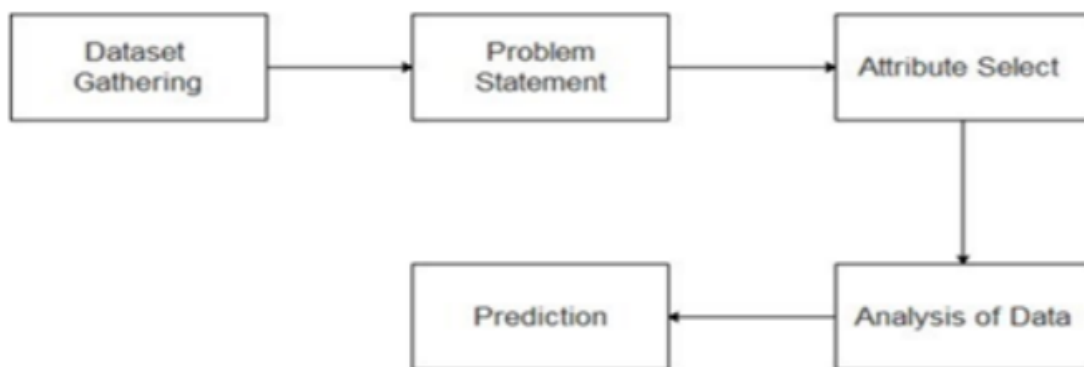 Dataset
Gathering
Problem
Statement
Attribute Select
Analysis of Data
Prediction